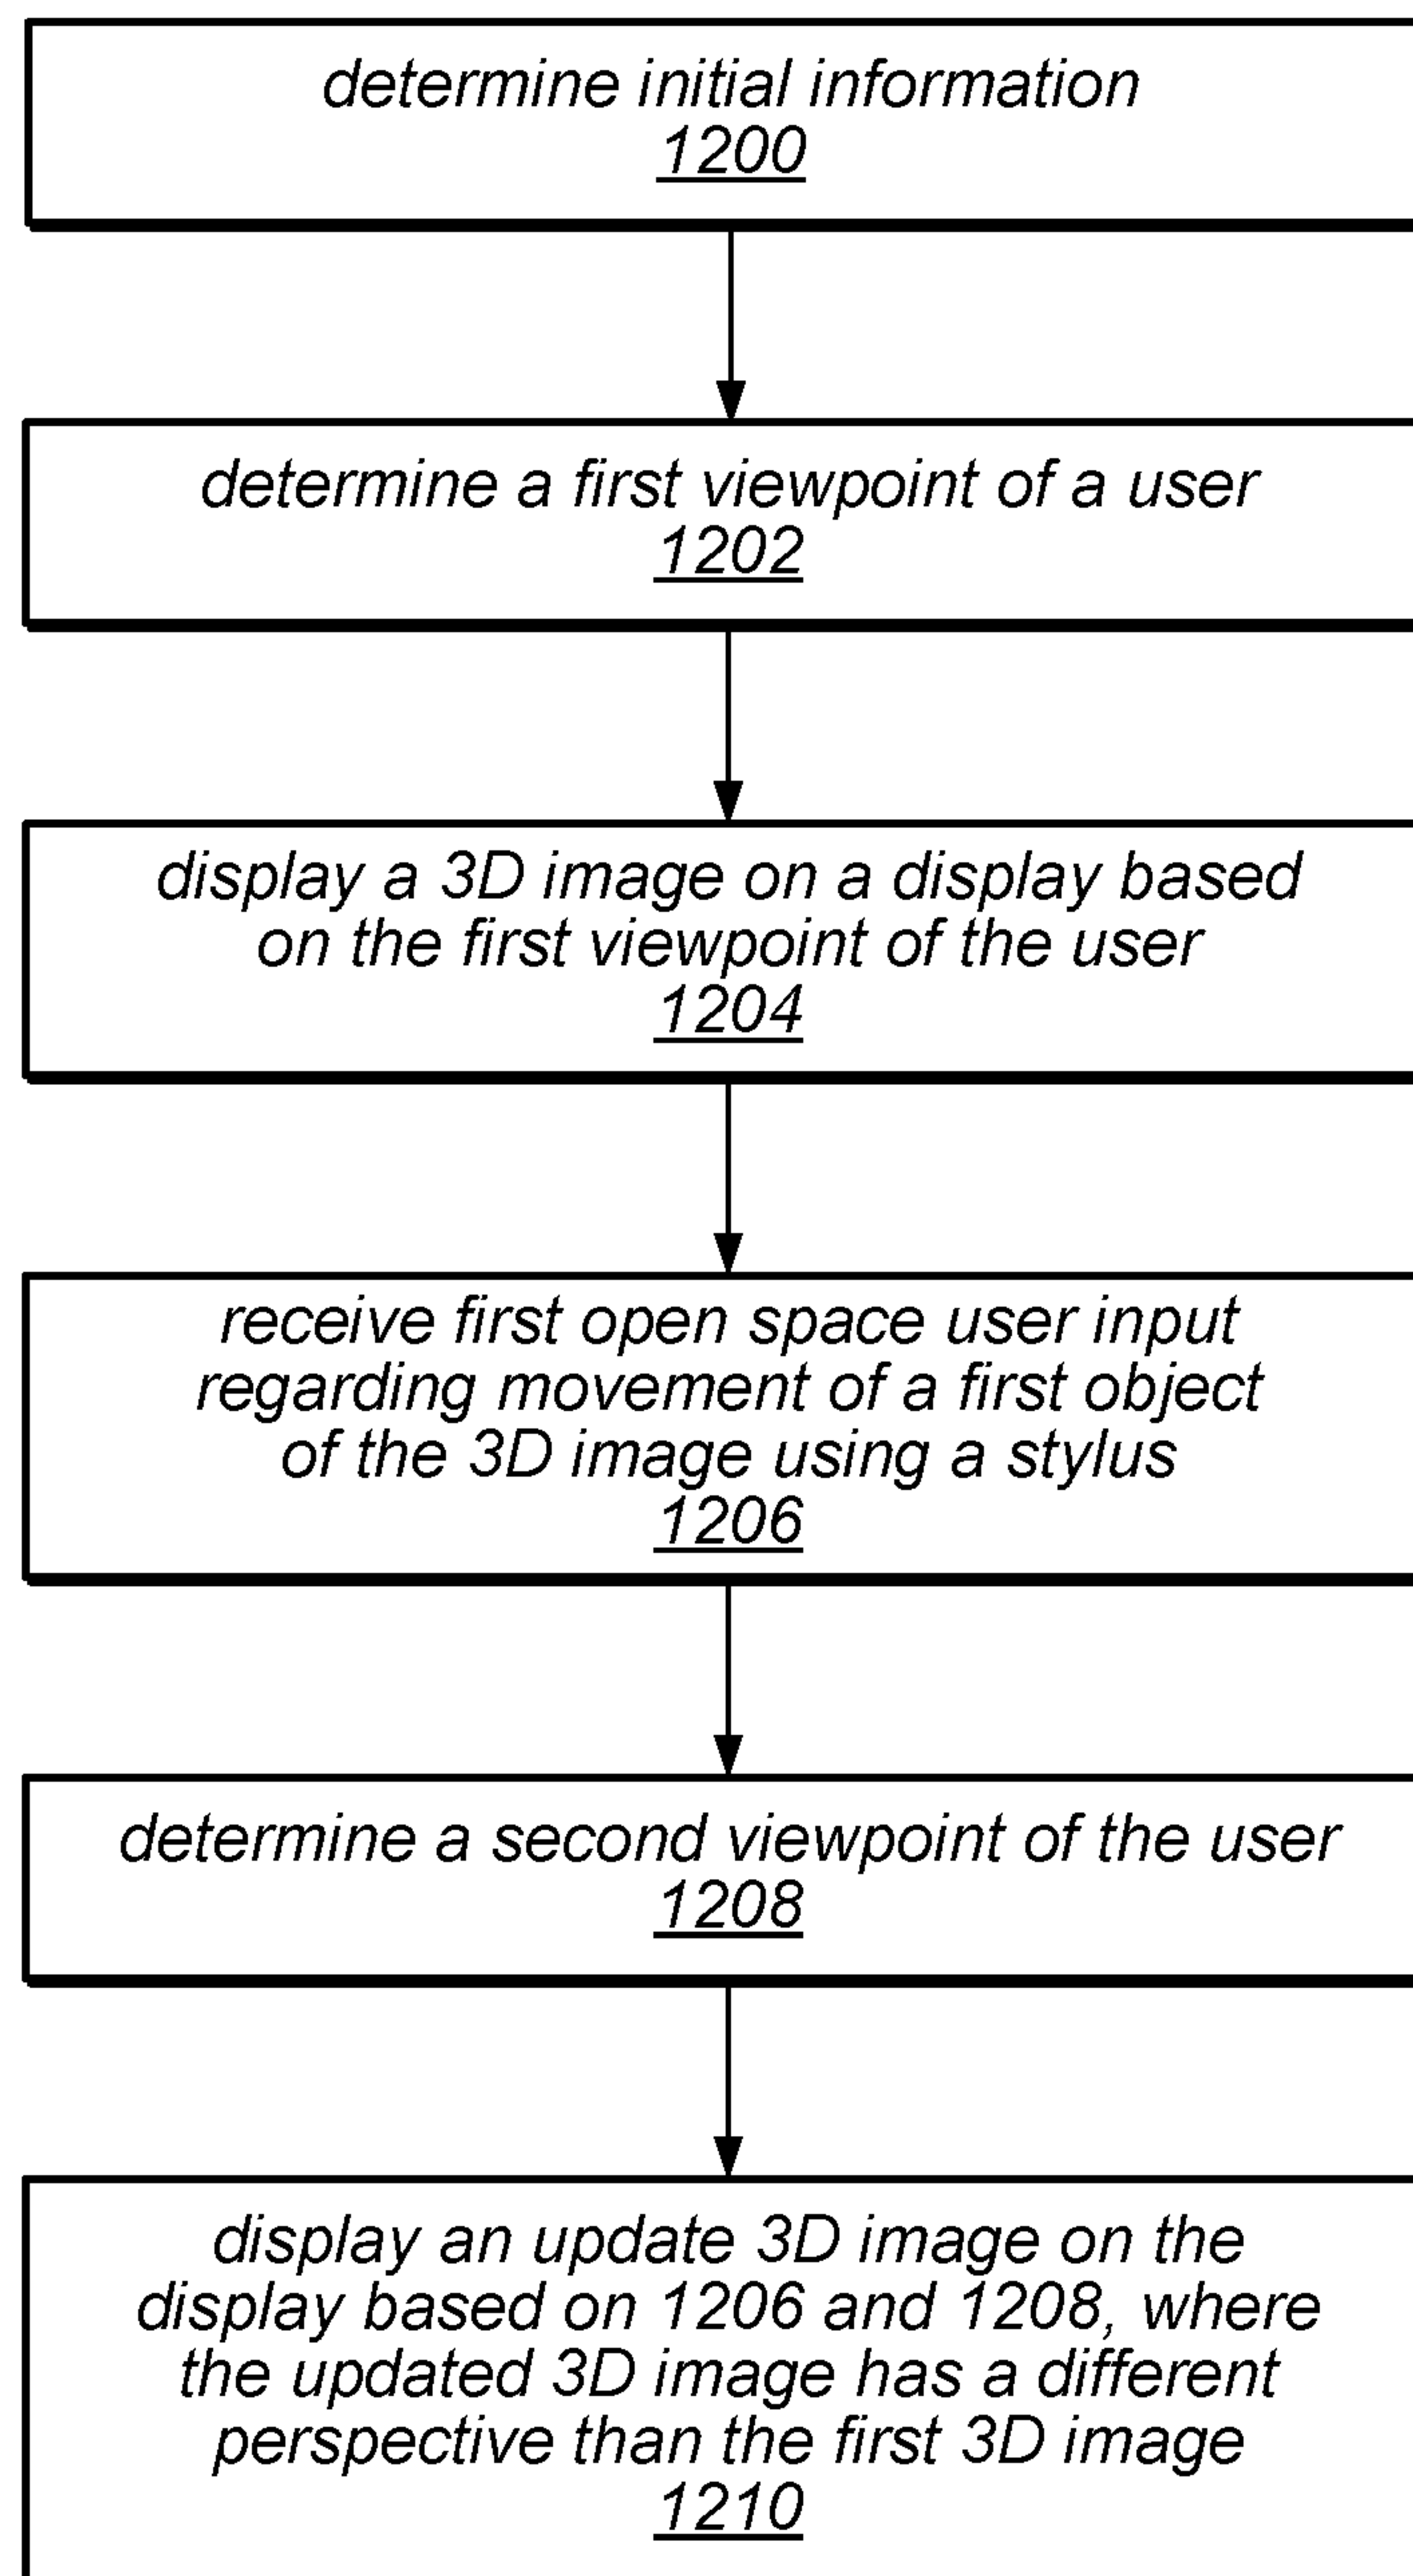 determine initial information
1200
determine a first viewpoint of a user
1202
display a 3D image on a display based
on the first viewpoint of the user
1204
receive first open space user input
regarding movement of a first object
of the 3D image using a stylus
1206
determine a second viewpoint of the user
1208
display an update 3D image on the
display based on 1206 and 1208, where
the updated 3D image has a different
perspective than the first 3D image
1210